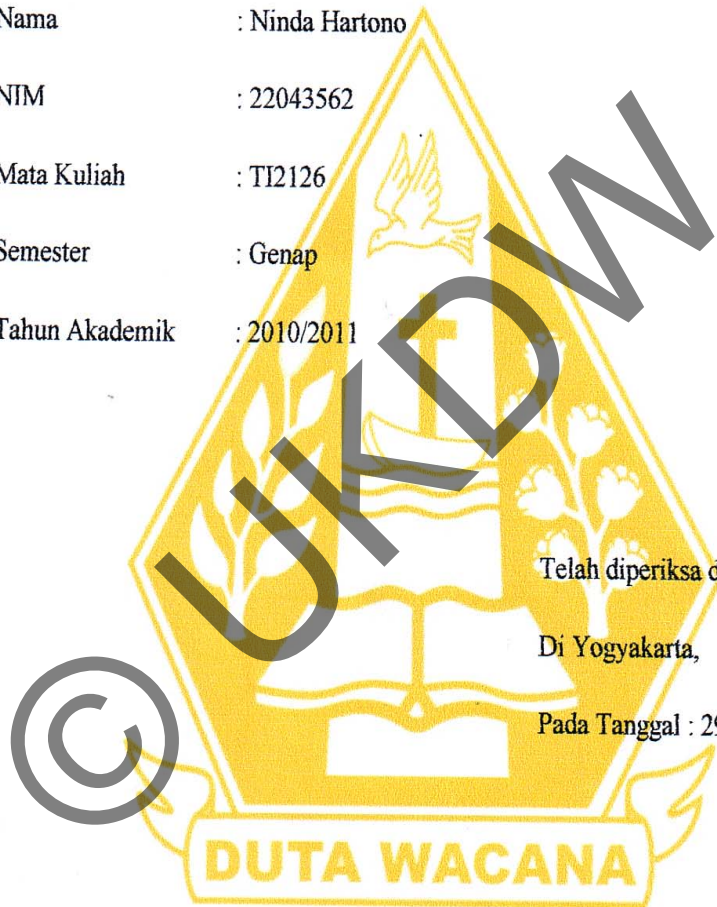 Nama : Ninda Hartono
NIM : 22043562
Mata Kuliah : TI2126
Semester : Genap
Tahun Akademik : 2010/2011
Telah diperiksa d
Di Yogyakarta,
Pada Tanggal : 29
© UKDW
DUTA WACANA